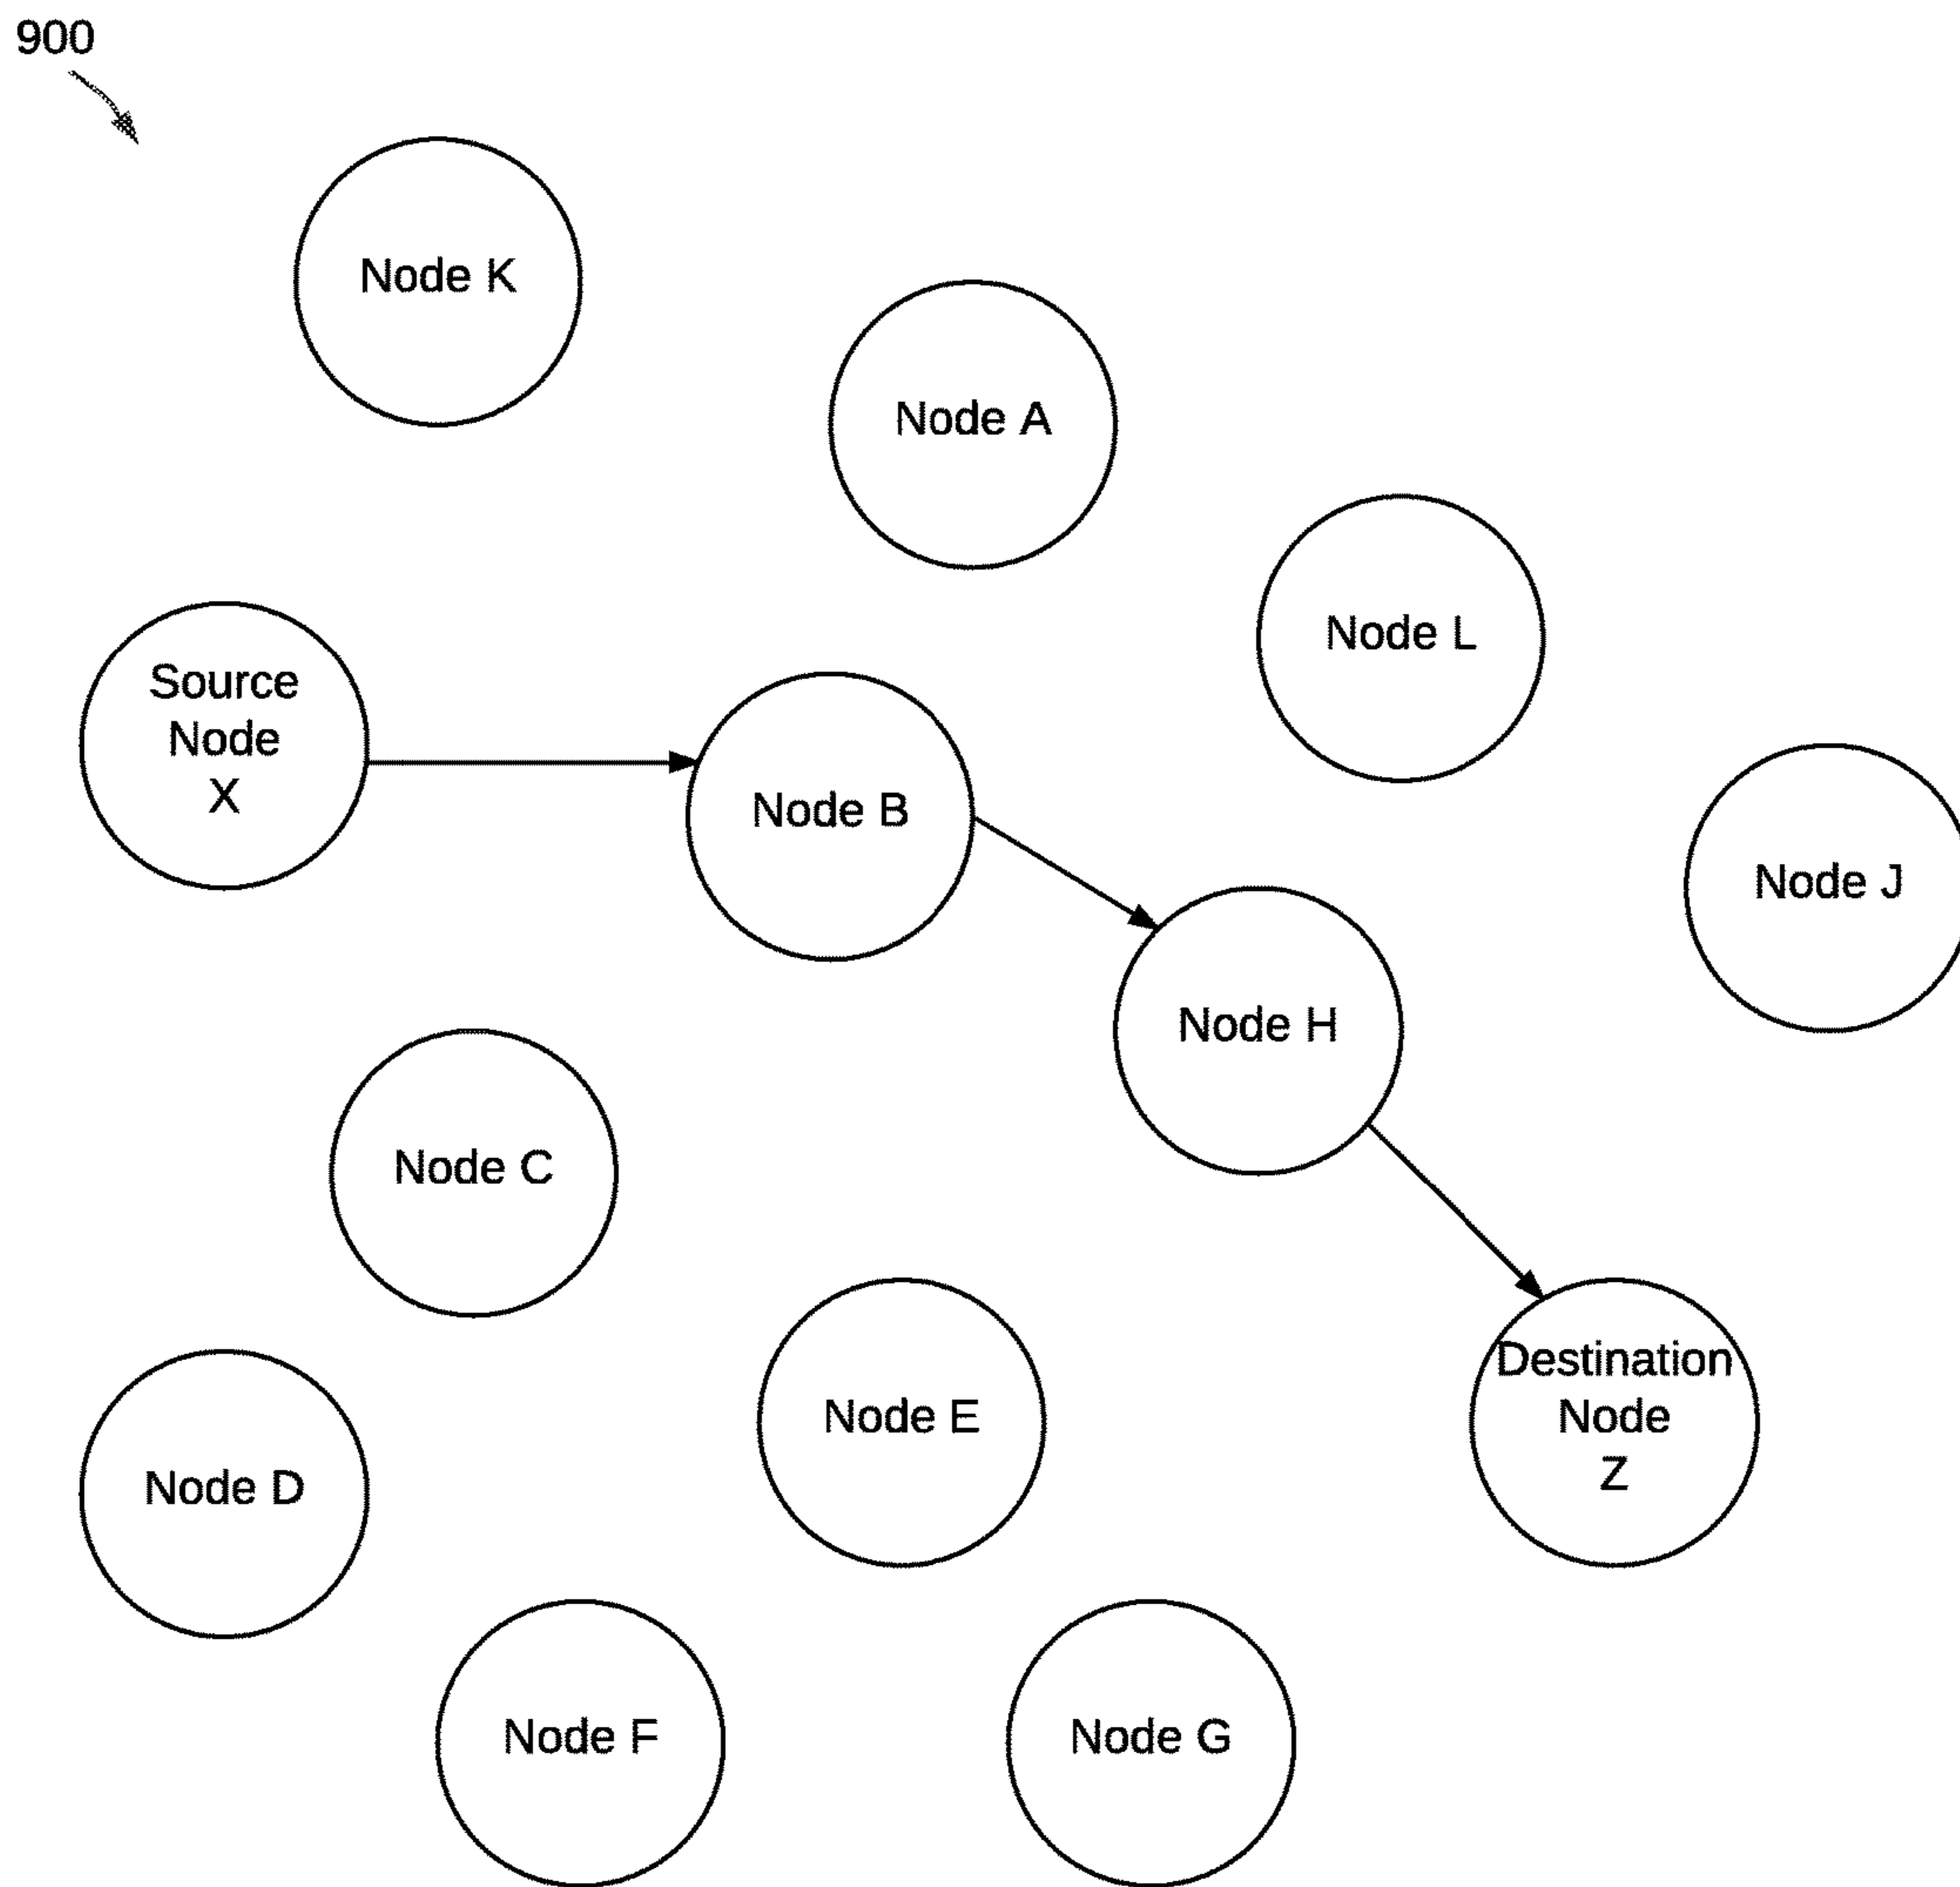 900
Node K
Node A
Node L
Source
Node
X
Node B
Node J
Node H
Node C
Destination
Node
Z
Node E
Node D
Node F
Node G